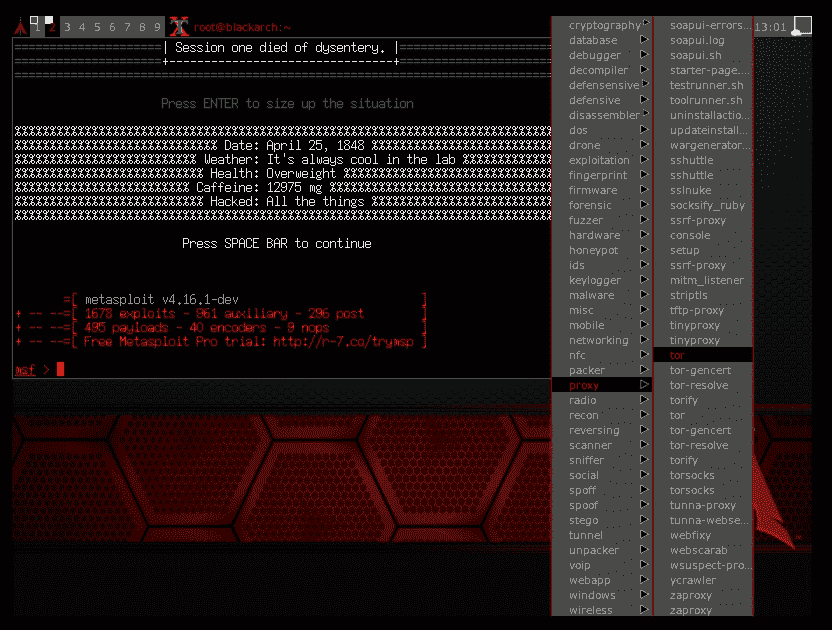 1 2 3 4 5 6 7 8 9 root@blackarch:~
Session one died of dysentery.
Press ENTER to size up the situation
Date: April 25, 1848
Weather: It's always cool in the lab
Health: Overweight
Caffeine: 12975 mg
Hacked: All the things
Press SPACE BAR to continue
=[ metasploit v4.16.1-dev ]
+ -- --=[ 1678 exploits - 961 auxiliary - 296 post ]
+ -- --=[ 495 payloads - 40 encoders - 9 nops ]
+ -- --=[ Free Metasploit Pro trial: http://r-7.co/trymsp ]
msf >
cryptography
database
debugger
decompiler
defensensive
defensive
disassembler
dos
drone
exploitation
fingerprint
firmware
forensic
fuzzer
hardware
honeypot
ids
keylogger
malware
misc
mobile
networking
nfc
packer
proxy
radio
recon
reversing
scanner
sniffer
social
spoff
spoof
stego
tunnel
unpacker
voip
webapp
windows
wireless
soapui-errors...
soapui.log
soapui.sh
starter-page....
testrunner.sh
toolrunner.sh
uninstallactio...
updateinstall...
wargenerator...
sshuttle
sshuttle
sslnuke
socksify_ruby
ssrf-proxy
console
setup
ssrf-proxy
mitm_listener
striptls
tftp-proxy
tinyproxy
tinyproxy
tor
tor-gencert
tor-resolve
torify
tor
tor-gencert
tor-resolve
torify
torsocks
torsocks
tunna-proxy
tunna-webse...
webfixy
webscarab
wsuspect-pro...
ycrawler
zaproxy
zaproxy
13:01